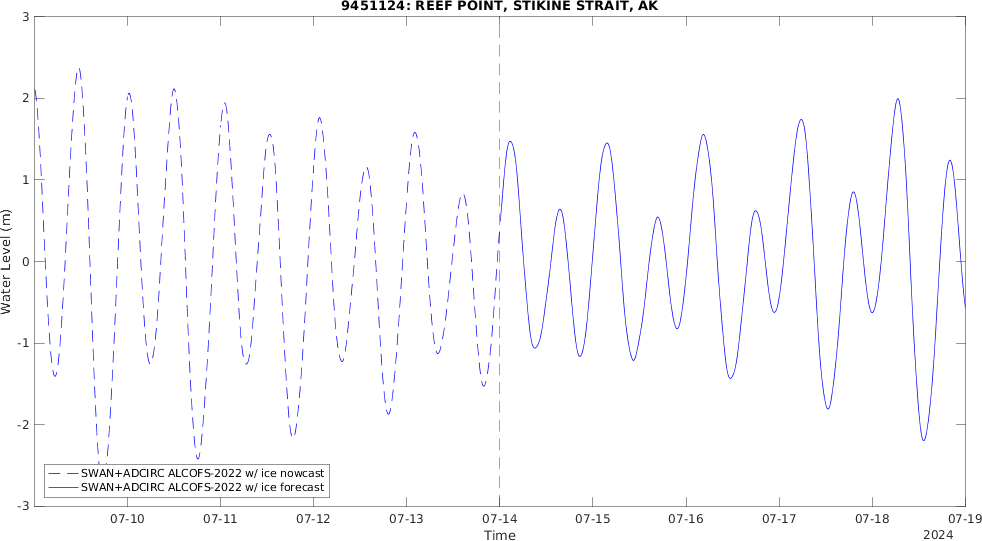 9451124: REEF POINT, STIKINE STRAIT, AK
3
2
1
0
-1
-2
-3
Water Level (m)
SWAN+ADCIRC ALCOFS-2022 w/ ice nowcast
SWAN+ADCIRC ALCOFS-2022 w/ ice forecast
07-10 07-11 07-12 07-13 07-14 07-15 07-16 07-17 07-18 07-19
Time
2024